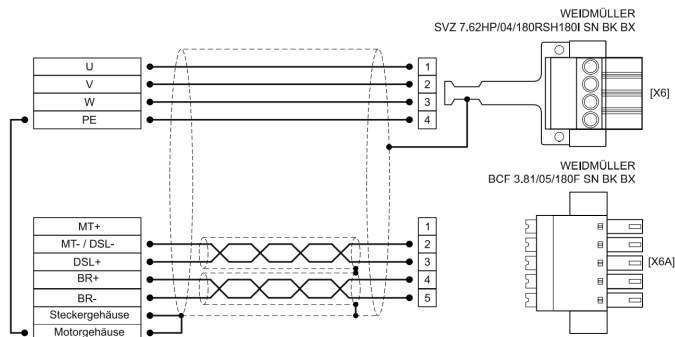 WEIDMÜLLER
SVZ 7.62HP/04/180RSH180I SN BK BX
U 1
V 2
W 3
PE 4
[X6]
WEIDMÜLLER
BCF 3.81/05/180F SN BK BX
MT+ 1
MT- / DSL- 2
DSL+ 3
BR+ 4
BR- 5
[X6A]
Steckergehäuse
Motorgehäuse